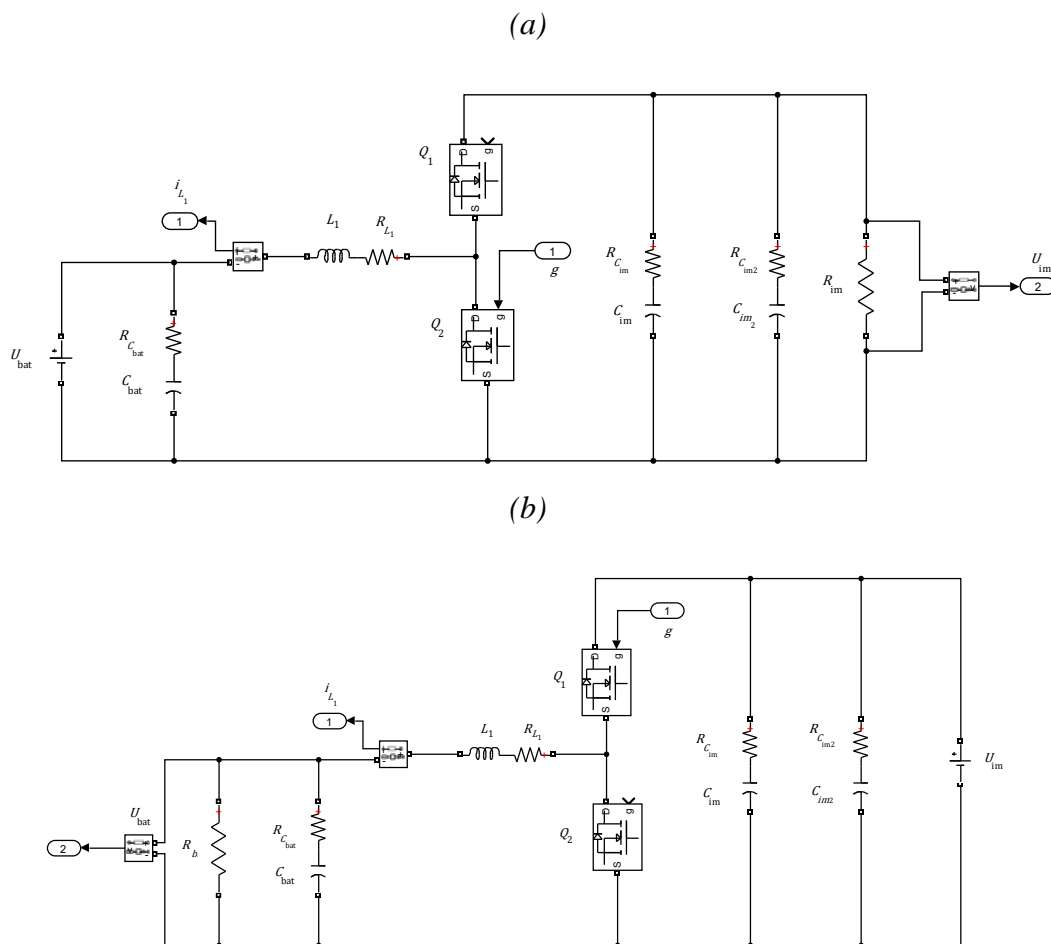 (a)
Q1
g
D
S
iL1
1
L1
RL1
1
g
Q2
g
D
S
Ubat
RCbat
Cbat
RCim
Cim
RCim2
Cim2
Rim
Uim
2
(b)
1
g
Q1
g
D
S
iL1
1
L1
RL1
Q2
g
D
S
Ubat
2
Rb
RCbat
Cbat
RCim
Cim
RCim2
Cim2
Uim